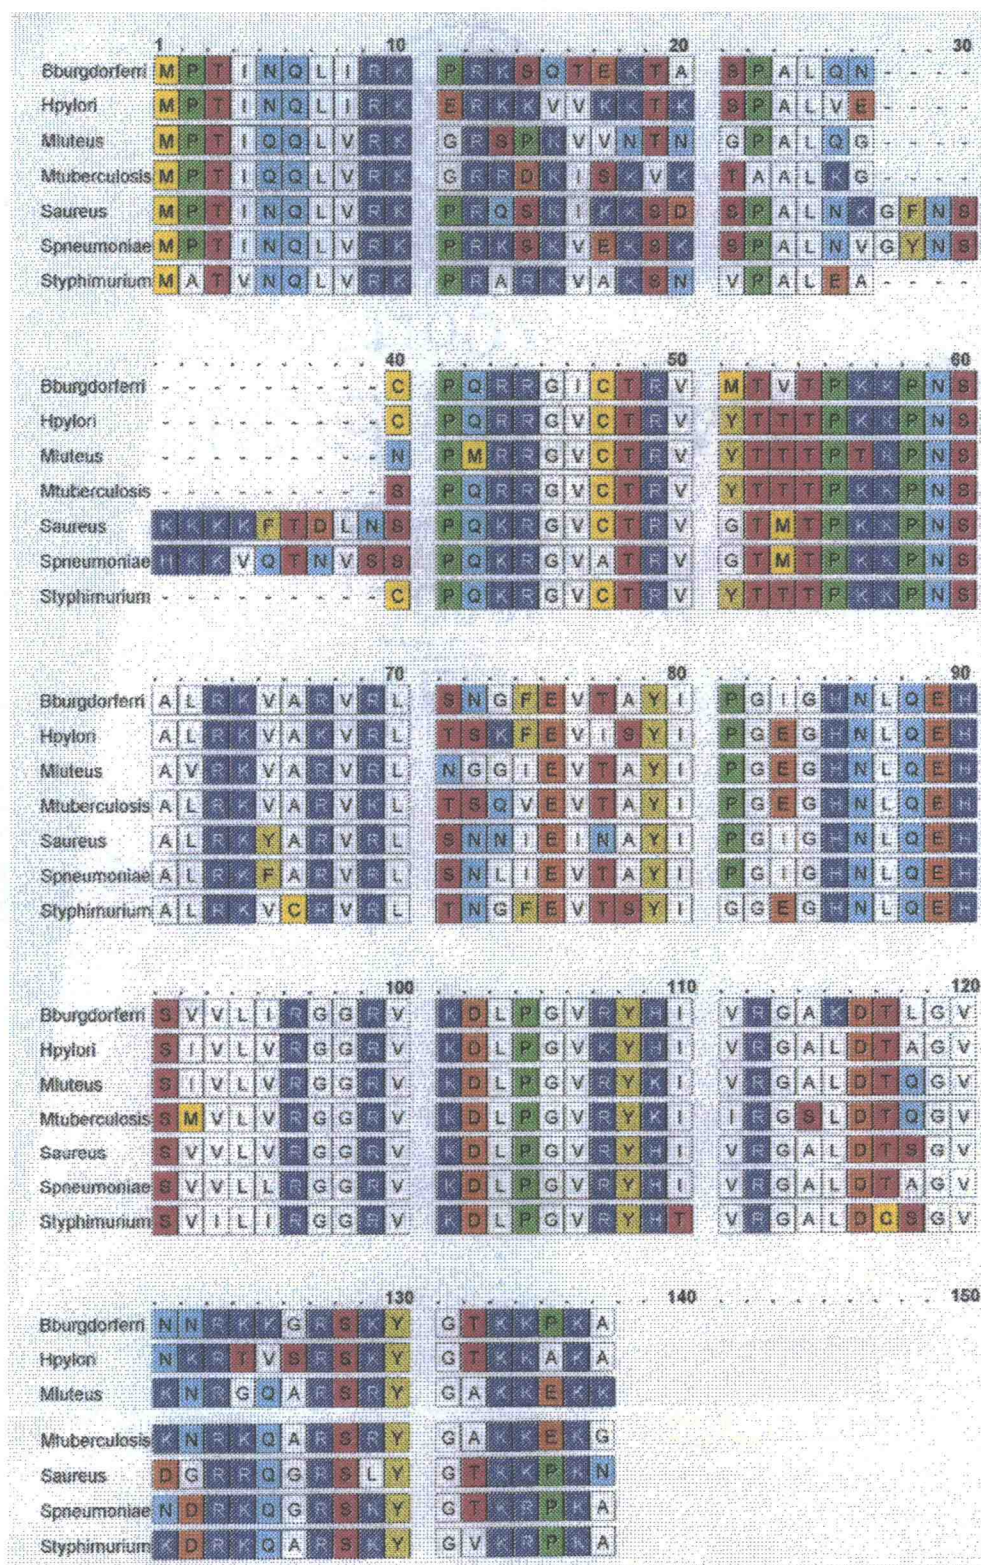 1 10 20 30
Bburgdorferi M P T I N Q L I R K P R K S Q T E K T A S P A L Q N - - - -
Hpylori M P T I N Q L I R K E R K K V V K K T K S P A L V E - - - -
Mluteus M P T I Q Q L V R K G R S P K V V N T N G P A L Q G - - - -
Mtuberculosis M P T I Q Q L V R K G R R D K I S K V K T A A L K G - - - -
Saureus M P T I N Q L V R K P R Q S K I K K S D S P A L N K G F N S
Spneumoniae M P T I N Q L V R K P R K S K V E K S K S P A L N V G Y N S
Styphimurium M A T V N Q L V R K P R A R K V A K S N V P A L E A - - - -
40 50 60
Bburgdorferi - - - - - - - - - C P Q R R G I C T R V M T V T P K K P N S
Hpylori - - - - - - - - - C P Q R R G V C T R V Y T T T P K K P N S
Mluteus - - - - - - - - - N P M R R G V C T R V Y T T T P T K P N S
Mtuberculosis - - - - - - - - - S P Q R R G V C T R V Y T T T P K K P N S
Saureus K K K K F T D L N S P Q K R G V C T R V G T M T P K K P N S
Spneumoniae H K K V Q T N V S S P Q K R G V A T R V G T M T P K K P N S
Styphimurium - - - - - - - - - C P Q K R G V C T R V Y T T T P K K P N S
70 80 90
Bburgdorferi A L R K V A R V R L S N G F E V T A Y I P G I G H N L Q E H
Hpylori A L R K V A K V R L T S K F E V I S Y I P G E G H N L Q E H
Mluteus A V R K V A R V R L N G G I E V T A Y I P G E G H N L Q E H
Mtuberculosis A L R K V A R V K L T S Q V E V T A Y I P G E G H N L Q E H
Saureus A L R K Y A R V R L S N N I E I N A Y I P G I G H N L Q E H
Spneumoniae A L R K F A R V R L S N L I E V T A Y I P G I G H N L Q E H
Styphimurium A L R K V C R V R L T N G F E V T S Y I G G E G H N L Q E H
100 110 120
Bburgdorferi S V V L I R G G R V K D L P G V R Y H I V R G A K D T L G V
Hpylori S I V L V R G G R V K D L P G V K Y H I V R G A L D T A G V
Mluteus S I V L V R G G R V K D L P G V R Y K I V R G A L D T Q G V
Mtuberculosis S M V L V R G G R V K D L P G V R Y K I I R G S L D T Q G V
Saureus S V V L V R G G R V K D L P G V R Y H I V R G A L D T S G V
Spneumoniae S V V L L R G G R V K D L P G V R Y H I V R G A L D T A G V
Styphimurium S V I L I R G G R V K D L P G V R Y H T V R G A L D C S G V
130 140 150
Bburgdorferi N N R K K G R S K Y G T K K P K A
Hpylori N K R T V S R S K Y G T K K A K A
Mluteus K N R G Q A R S R Y G A K K E K K
Mtuberculosis K N R K Q A R S R Y G A K K E K G
Saureus D G R R Q G R S L Y G T K K P K N
Spneumoniae N D R K Q G R S K Y G T K R P K A
Styphimurium K D R K Q A R S K Y G V K R P K A